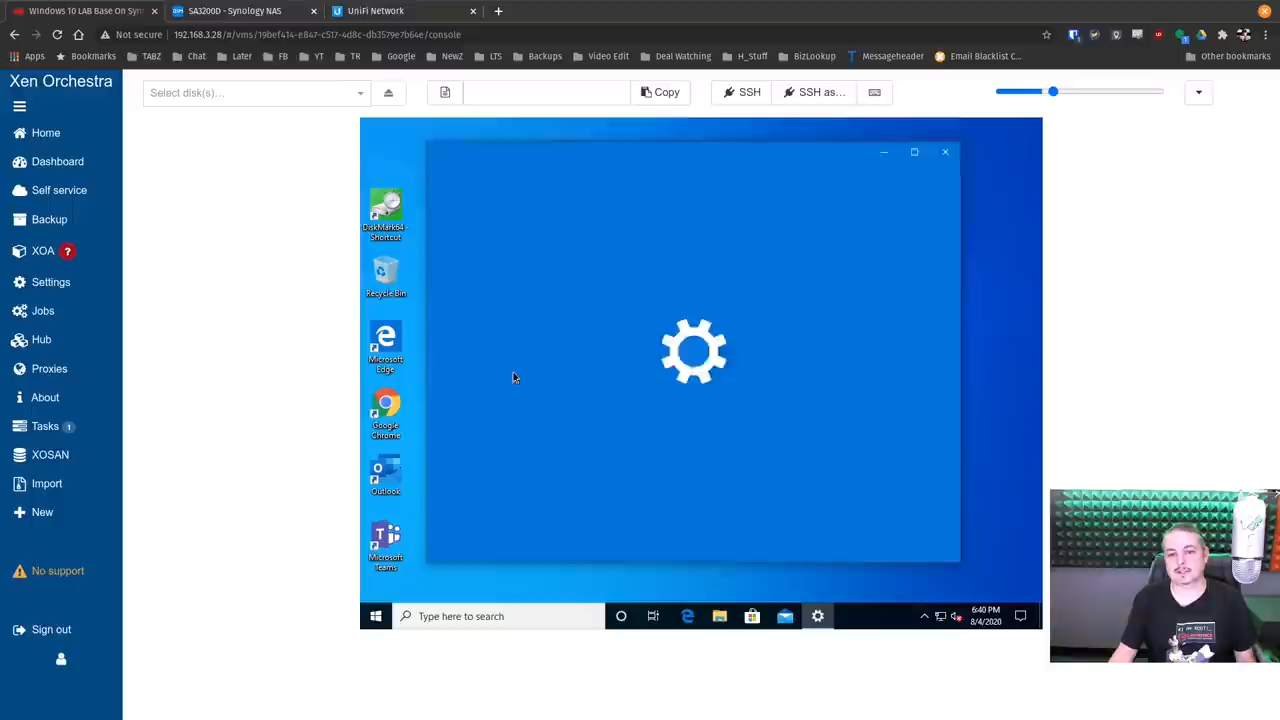 Windows 10 LAB Base On Syn
SA3200D - Synology NAS
UniFi Network
Not secure
192.168.3.28/#/vms/19bef414-e847-c517-4d8c-db3579e7b64e/console
Apps
Bookmarks
TABZ
Chat
Later
FB
YT
TR
Google
NewZ
LTS
Backups
Video Edit
Deal Watching
H_Stuff
BizLookup
Messageheader
Email Blacklist C...
Other bookmarks
Xen Orchestra
Select disk(s)...
Copy
SSH
SSH as...
Home
Dashboard
Self service
Backup
XOA ?
Settings
Jobs
Hub
Proxies
About
Tasks 1
XOSAN
Import
New
No support
Sign out
DiskMark64 -
Shortcut
Recycle Bin
Microsoft
Edge
Google
Chrome
Outlook
Microsoft
Teams
Type here to search
6:40 PM
8/4/2020